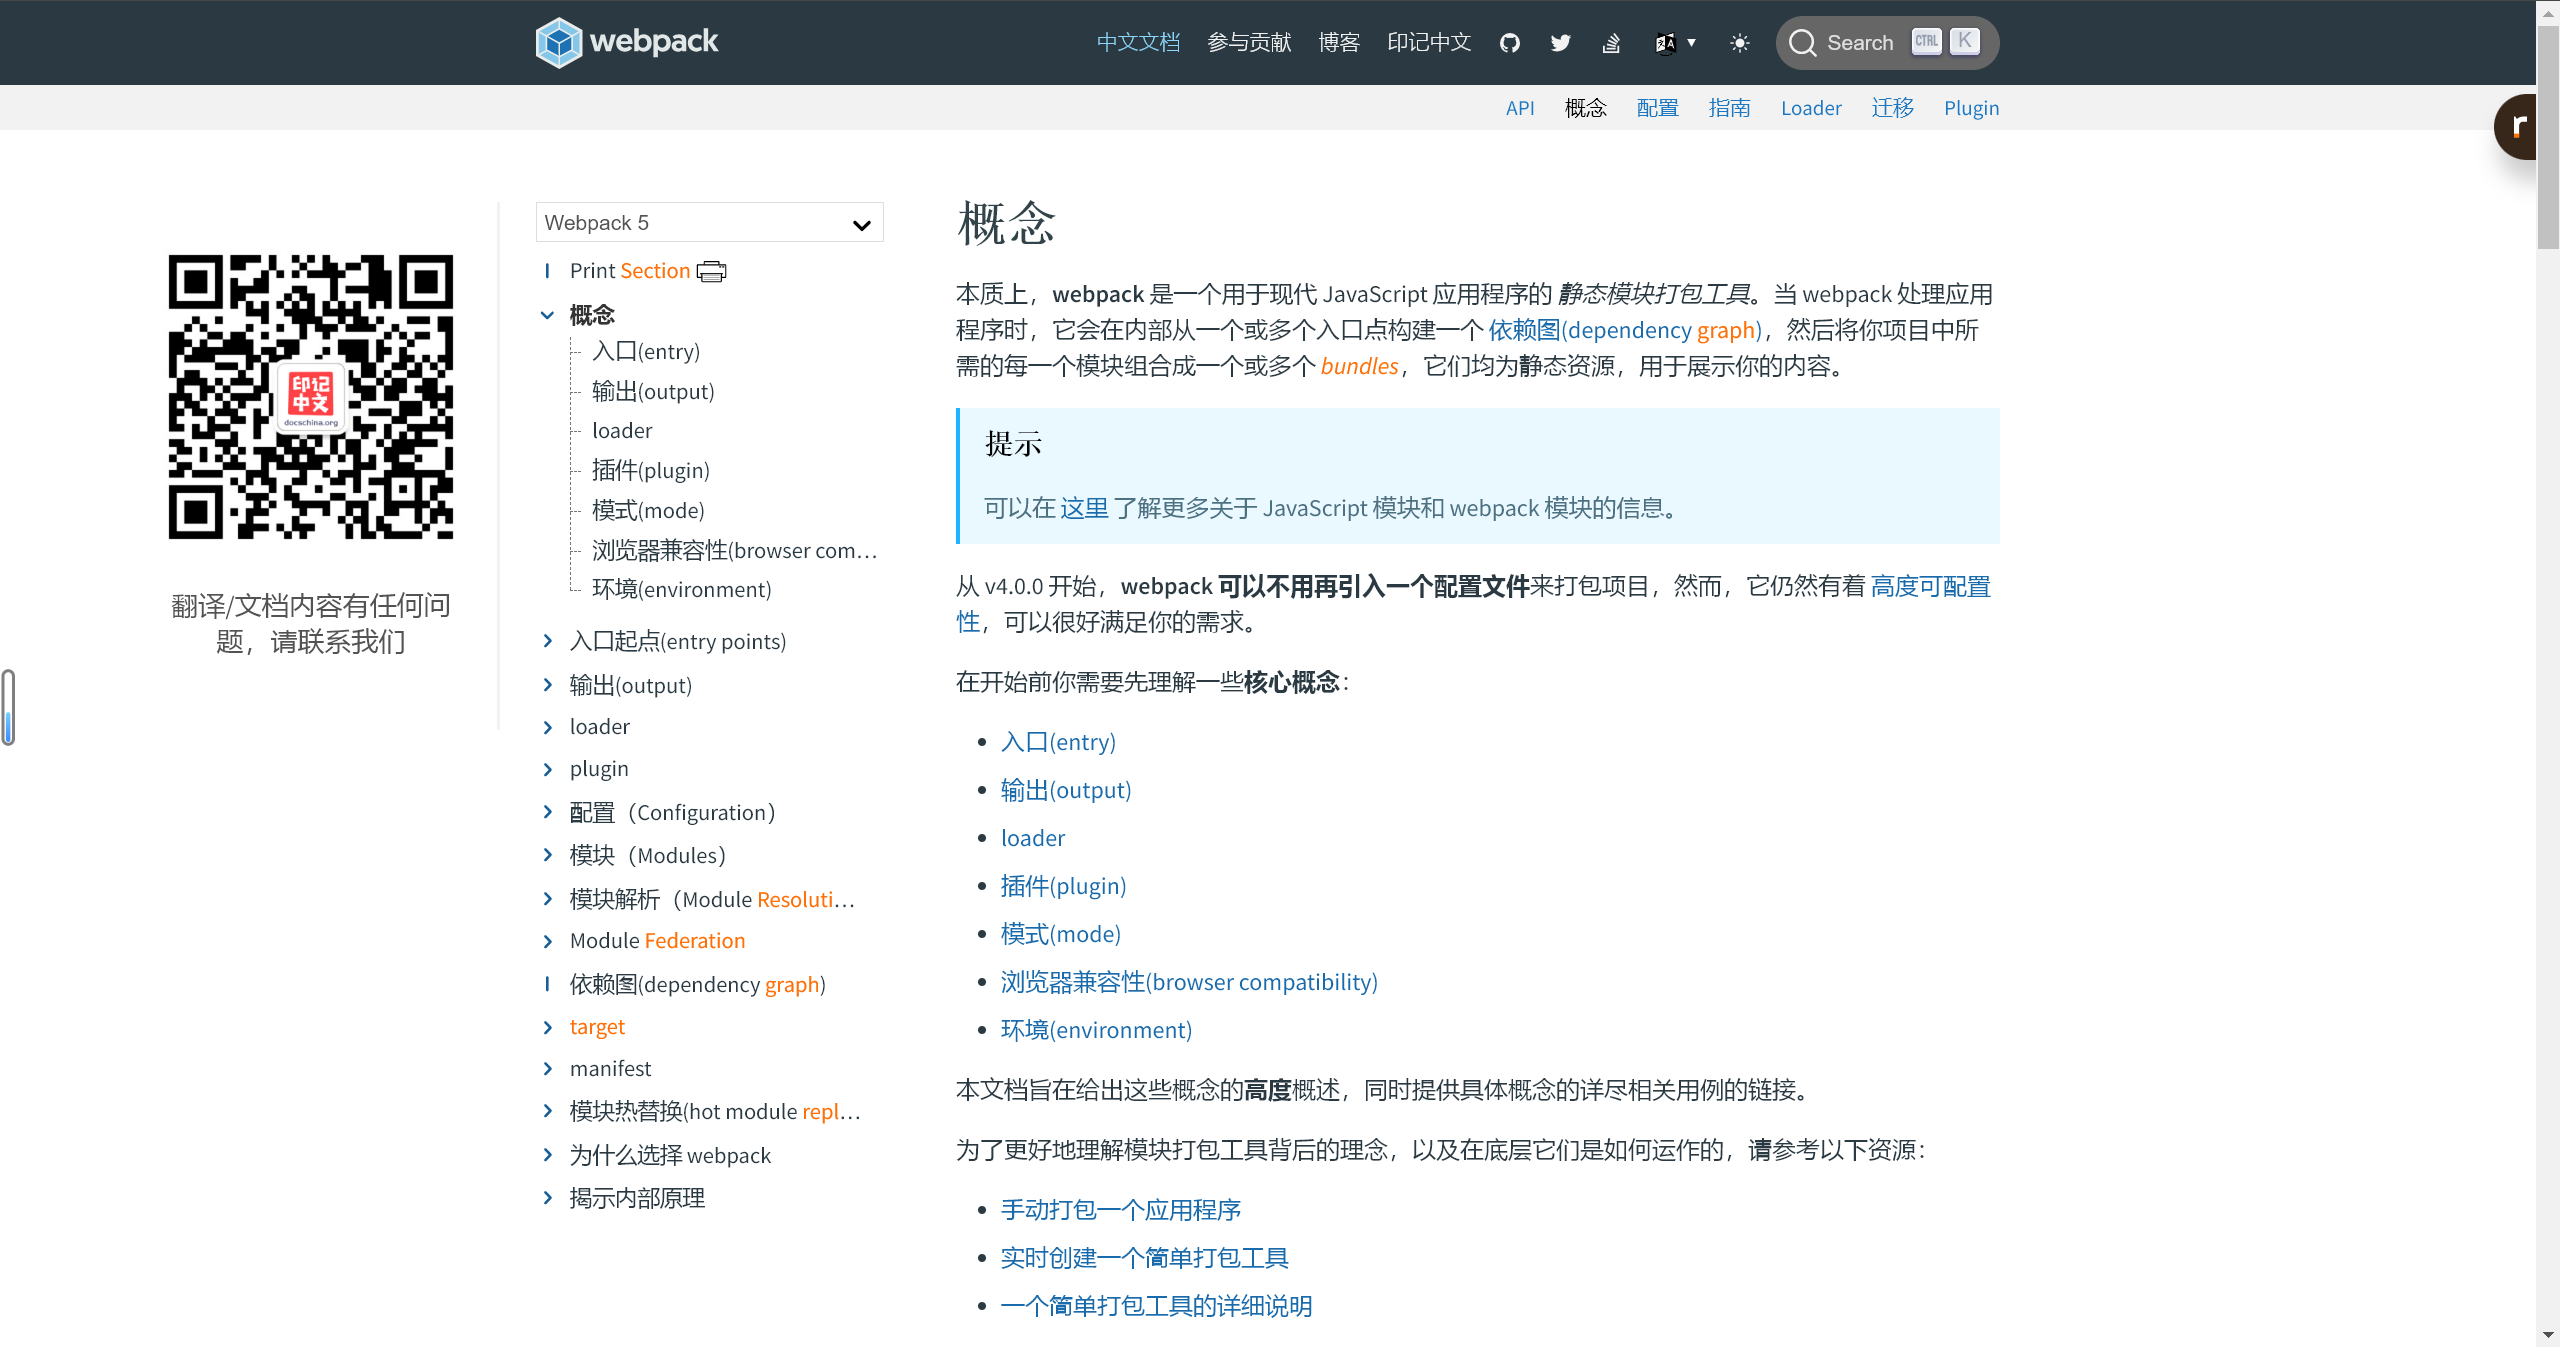 webpack
中文文档 参与贡献 博客 印记中文 Search CTRL K
API 概念 配置 指南 Loader 迁移 Plugin
r
印记
中文
docschina.org
翻译/文档内容有任何问
题，请联系我们
Webpack 5
Print Section
概念
入口(entry)
输出(output)
loader
插件(plugin)
模式(mode)
浏览器兼容性(browser com…
环境(environment)
入口起点(entry points)
输出(output)
loader
plugin
配置（Configuration）
模块（Modules）
模块解析（Module Resoluti…
Module Federation
依赖图(dependency graph)
target
manifest
模块热替换(hot module repl…
为什么选择 webpack
揭示内部原理
概念
本质上，webpack 是一个用于现代 JavaScript 应用程序的 静态模块打包工具。当 webpack 处理应用
程序时，它会在内部从一个或多个入口点构建一个 依赖图(dependency graph)，然后将你项目中所
需的每一个模块组合成一个或多个 bundles，它们均为静态资源，用于展示你的内容。
提示
可以在 这里 了解更多关于 JavaScript 模块和 webpack 模块的信息。
从 v4.0.0 开始，webpack 可以不用再引入一个配置文件来打包项目，然而，它仍然有着 高度可配置
性，可以很好满足你的需求。
在开始前你需要先理解一些核心概念：
入口(entry)
输出(output)
loader
插件(plugin)
模式(mode)
浏览器兼容性(browser compatibility)
环境(environment)
本文档旨在给出这些概念的高度概述，同时提供具体概念的详尽相关用例的链接。
为了更好地理解模块打包工具背后的理念，以及在底层它们是如何运作的，请参考以下资源：
手动打包一个应用程序
实时创建一个简单打包工具
一个简单打包工具的详细说明